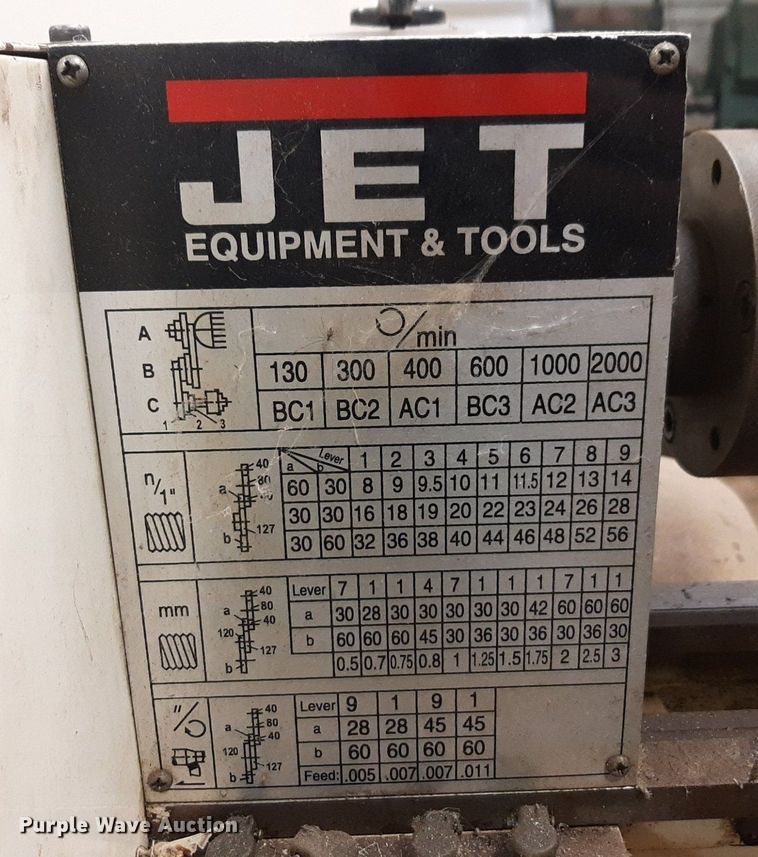 JET
EQUIPMENT & TOOLS
A
B
C
1 2 3
/min
130 300 400 600 1000 2000
BC1 BC2 AC1 BC3 AC2 AC3
n/1"
a
b
40
80
127
Lever
a b 1 2 3 4 5 6 7 8 9
60 30 8 9 9.5 10 11 11.5 12 13 14
30 30 16 18 19 20 22 23 24 26 28
30 60 32 36 38 40 44 46 48 52 56
mm
a
120
b
40
80
40
127
Lever 7 1 1 4 7 1 1 1 7 1 1
a 30 28 30 30 30 30 30 42 60 60 60
b 60 60 60 45 30 36 30 36 30 36 30
0.5 0.7 0.75 0.8 1 1.25 1.5 1.75 2 2.5 3
"/
a
120
b
40
80
40
127
Lever 9 1 9 1
a 28 28 45 45
b 60 60 60 60
Feed: .005 .007 .007 .011
Purple Wave Auction